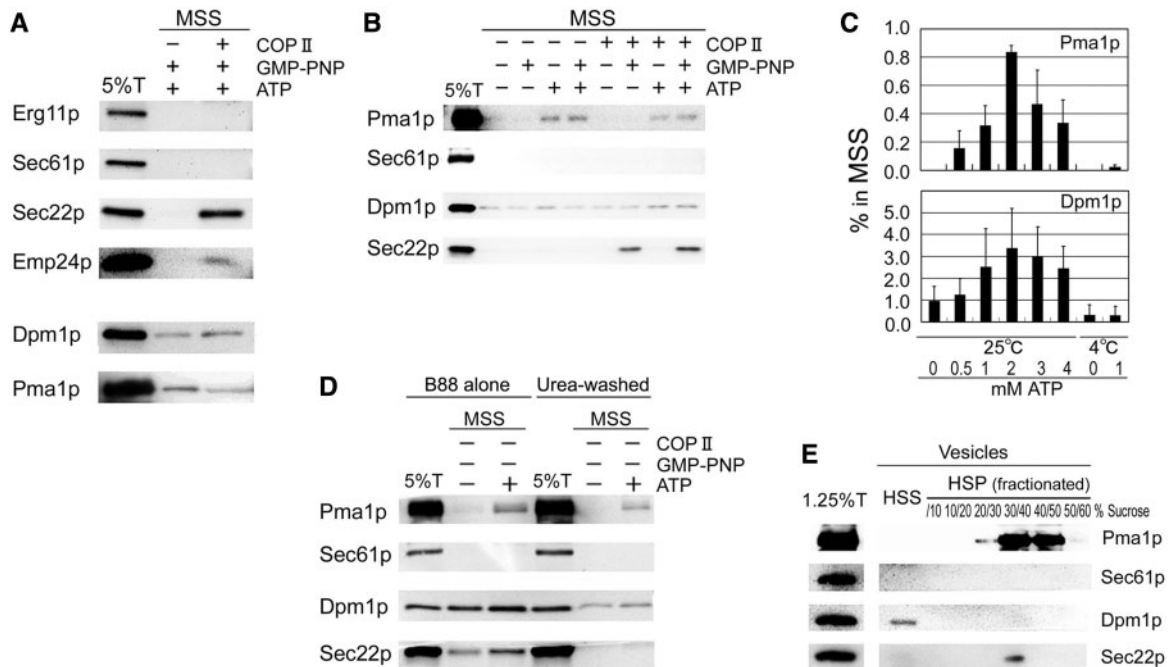 A
MSS
− + COP Ⅱ
+ + GMP-PNP
5%T + + ATP
Erg11p
Sec61p
Sec22p
Emp24p
Dpm1p
Pma1p
B
MSS
− − − − + + + + COP Ⅱ
− + − + − + − + GMP-PNP
5%T − − + + − − + + ATP
Pma1p
Sec61p
Dpm1p
Sec22p
C
% in MSS
1.0
0.8
0.6
0.4
0.2
0.0
Pma1p
5.0
4.0
3.0
2.0
1.0
0.0
Dpm1p
25℃ 4℃
0 0.5 1 2 3 4 0 1
mM ATP
D
B88 alone Urea-washed
MSS MSS
− − − − COP Ⅱ
− − − − GMP-PNP
5%T − + 5%T − + ATP
Pma1p
Sec61p
Dpm1p
Sec22p
E
Vesicles
1.25%T HSS HSP (fractionated)
/10 10/20 20/30 30/40 40/50 50/60 % Sucrose
Pma1p
Sec61p
Dpm1p
Sec22p